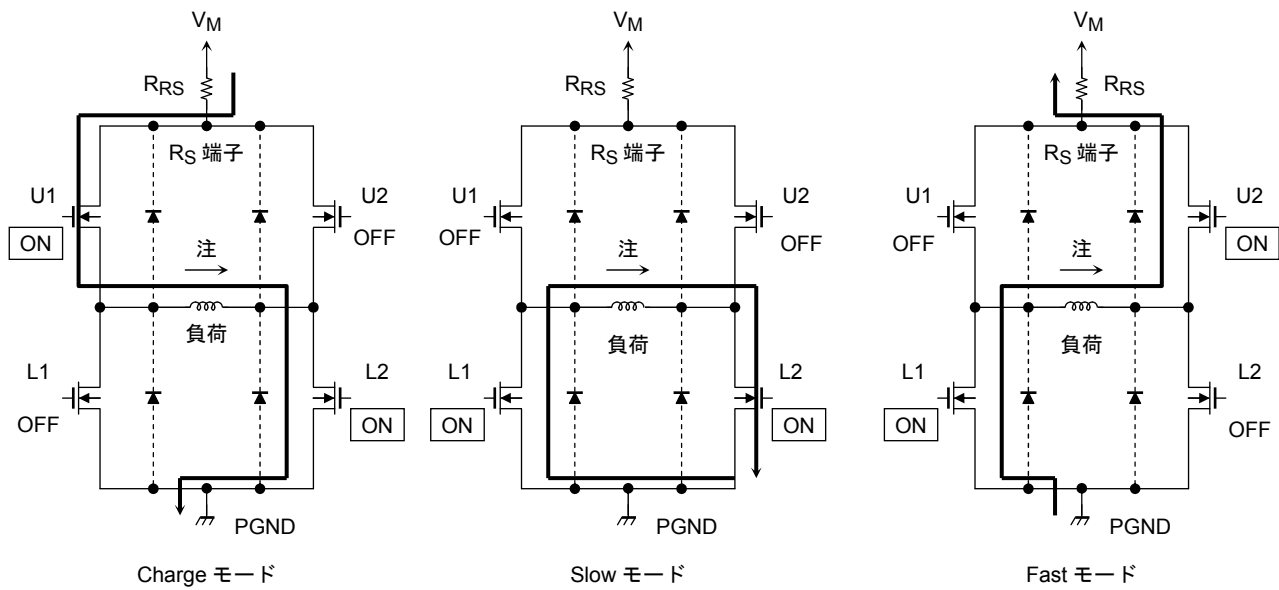 VM
RRS
RS 端子
U1
ON
U2
OFF
注
負荷
L1
OFF
L2
ON
PGND
Charge モード
VM
RRS
RS 端子
U1
OFF
U2
OFF
注
負荷
L1
ON
L2
ON
PGND
Slow モード
VM
RRS
RS 端子
U1
OFF
U2
ON
注
負荷
L1
ON
L2
OFF
PGND
Fast モード